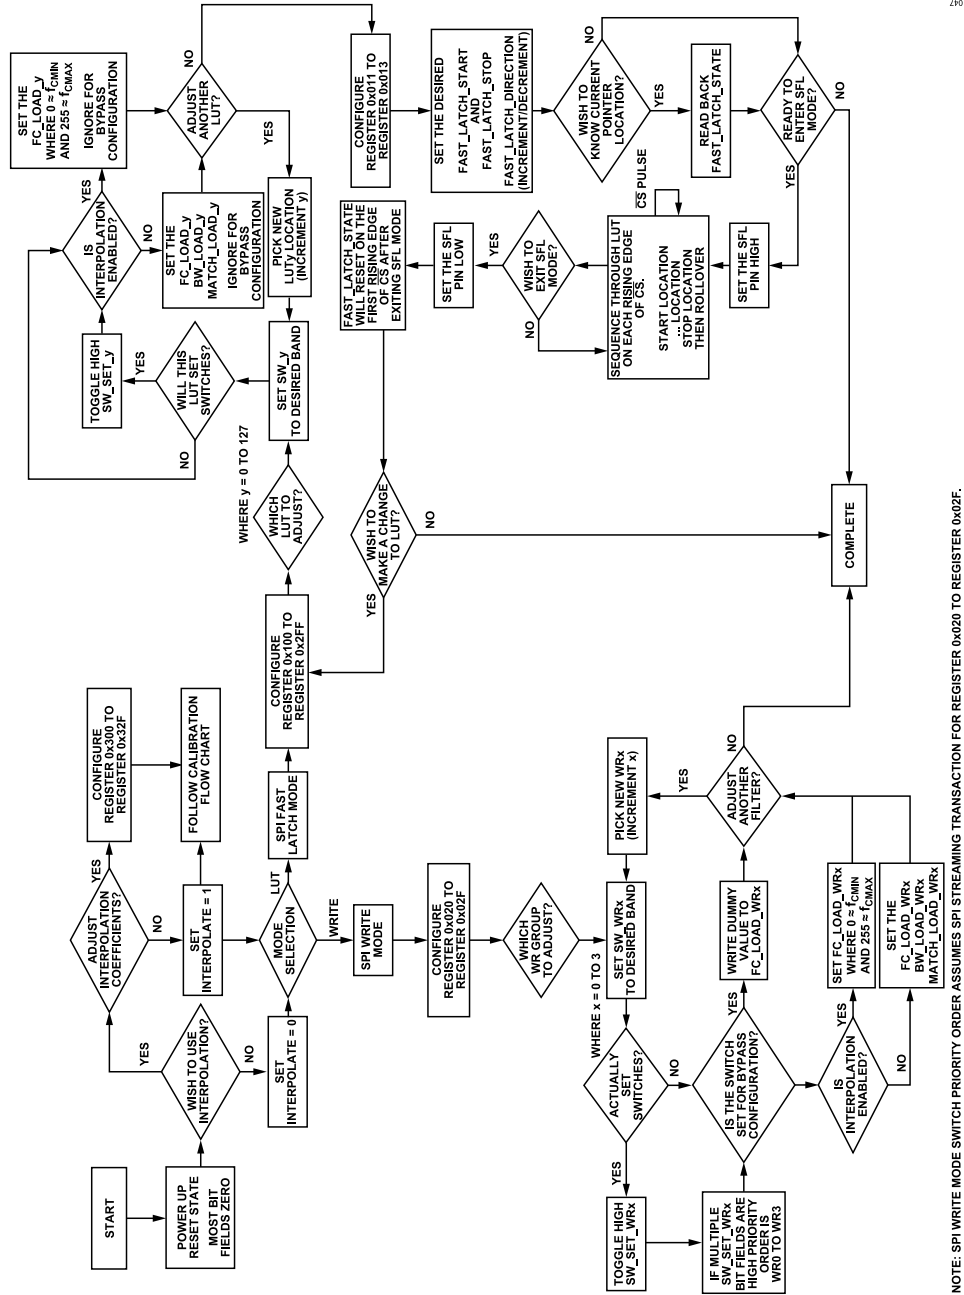 START
POWER UP
RESET STATE
MOST BIT
FIELDS ZERO
WISH TO USE
INTERPOLATION?
YES
NO
ADJUST
INTERPOLATION
COEFFICIENTS?
YES
NO
CONFIGURE
REGISTER 0x300 TO
REGISTER 0x32F
FOLLOW CALIBRATION
FLOW CHART
SET
INTERPOLATE = 1
SET
INTERPOLATE = 0
MODE
SELECTION
LUT
WRITE
SPI FAST
LATCH MODE
CONFIGURE
REGISTER 0x100 TO
REGISTER 0x2FF
WHICH
LUT TO
ADJUST?
WHERE y = 0 TO 127
SET SW_y
TO DESIRED BAND
WILL THIS
LUT SET
SWITCHES?
YES
NO
TOGGLE HIGH
SW_SET_y
IS
INTERPOLATION
ENABLED?
YES
NO
SET THE
FC_LOAD_y
WHERE 0 ≈ fCMIN
AND 255 ≈ fCMAX
IGNORE FOR
BYPASS
CONFIGURATION
SET THE
FC_LOAD_y
BW_LOAD_y
MATCH_LOAD_y
IGNORE FOR
BYPASS
CONFIGURATION
ADJUST
ANOTHER
LUT?
NO
YES
PICK NEW
LUTy LOCATION
(INCREMENT y)
CONFIGURE
REGISTER 0x011 TO
REGISTER 0x013
SET THE DESIRED
FAST_LATCH_START
AND
FAST_LATCH_STOP
FAST_LATCH_DIRECTION
(INCREMENT/DECREMENT)
WISH TO
KNOW CURRENT
POINTER
LOCATION?
NO
YES
READ BACK
FAST_LATCH_STATE
READY TO
ENTER SFL
MODE?
NO
YES
SET THE SFL
PIN HIGH
SEQUENCE THROUGH LUT
ON EACH RISING EDGE
OF CS.
START LOCATION
... LOCATION
STOP LOCATION
THEN ROLLOVER
CS PULSE
WISH TO
EXIT SFL
MODE?
NO
YES
SET THE SFL
PIN LOW
FAST_LATCH_STATE
WILL RESET ON THE
FIRST RISING EDGE
OF CS AFTER
EXITING SFL MODE
WISH TO
MAKE A CHANGE
TO LUT?
YES
NO
COMPLETE
SPI WRITE
MODE
CONFIGURE
REGISTER 0x020 TO
REGISTER 0x02F
WHICH
WR GROUP
TO ADJUST?
WHERE x = 0 TO 3
SET SW_WRx
TO DESIRED BAND
PICK NEW WRx
(INCREMENT x)
ACTUALLY
SET
SWITCHES?
YES
NO
TOGGLE HIGH
SW_SET_WRx
IF MULTIPLE
SW_SET_WRx
BIT FIELDS ARE
HIGH PRIORITY
ORDER IS
WR0 TO WR3
IS THE SWITCH
SET FOR BYPASS
CONFIGURATION?
YES
WRITE DUMMY
VALUE TO
FC_LOAD_WRx
ADJUST
ANOTHER
FILTER?
YES
NO
IS
INTERPOLATION
ENABLED?
YES
NO
SET FC_LOAD_WRx
WHERE 0 ≈ fCMIN
AND 255 ≈ fCMAX
SET THE
FC_LOAD_WRx
BW_LOAD_WRx
MATCH_LOAD_WRx
NOTE: SPI WRITE MODE SWITCH PRIORITY ORDER ASSUMES SPI STREAMING TRANSACTION FOR REGISTER 0x020 TO REGISTER 0x02F.
047